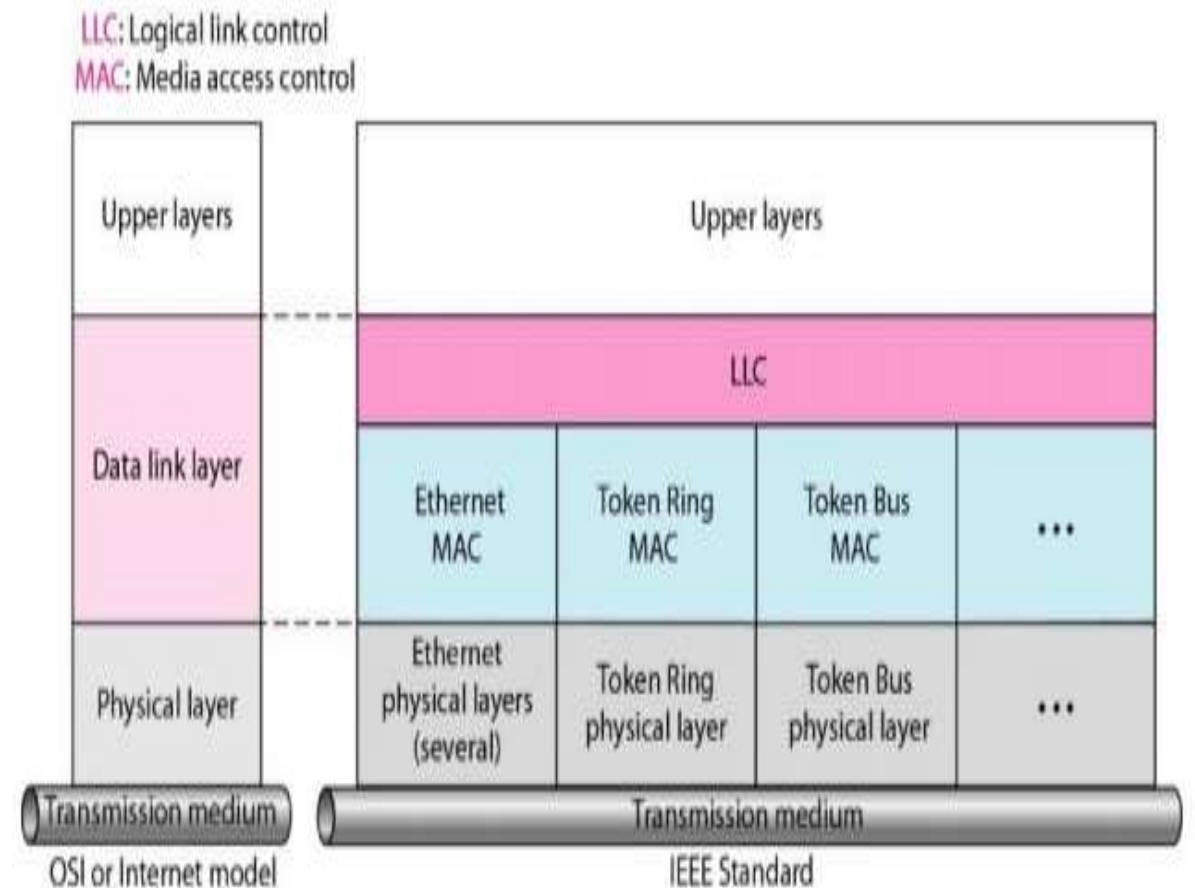 LLC: Logical link control
MAC: Media access control
Upper layers
Upper layers
LLC
Data link layer
Ethernet
MAC
Token Ring
MAC
Token Bus
MAC
...
Physical layer
Ethernet
physical layers
(several)
Token Ring
physical layer
Token Bus
physical layer
...
Transmission medium
Transmission medium
OSI or Internet model
IEEE Standard